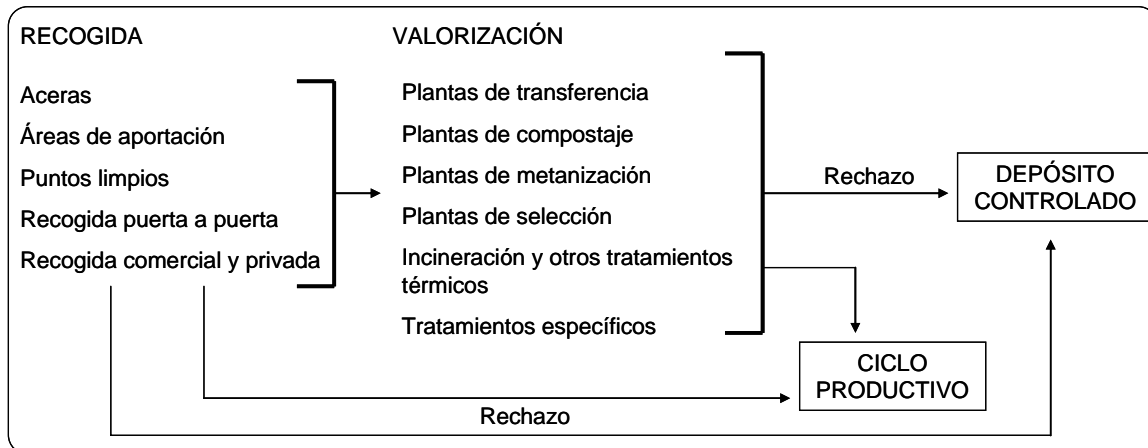 RECOGIDA
Aceras
Áreas de aportación
Puntos limpios
Recogida puerta a puerta
Recogida comercial y privada
VALORIZACIÓN
Plantas de transferencia
Plantas de compostaje
Plantas de metanización
Plantas de selección
Incineración y otros tratamientos
térmicos
Tratamientos específicos
Rechazo
DEPÓSITO
CONTROLADO
CICLO
PRODUCTIVO
Rechazo